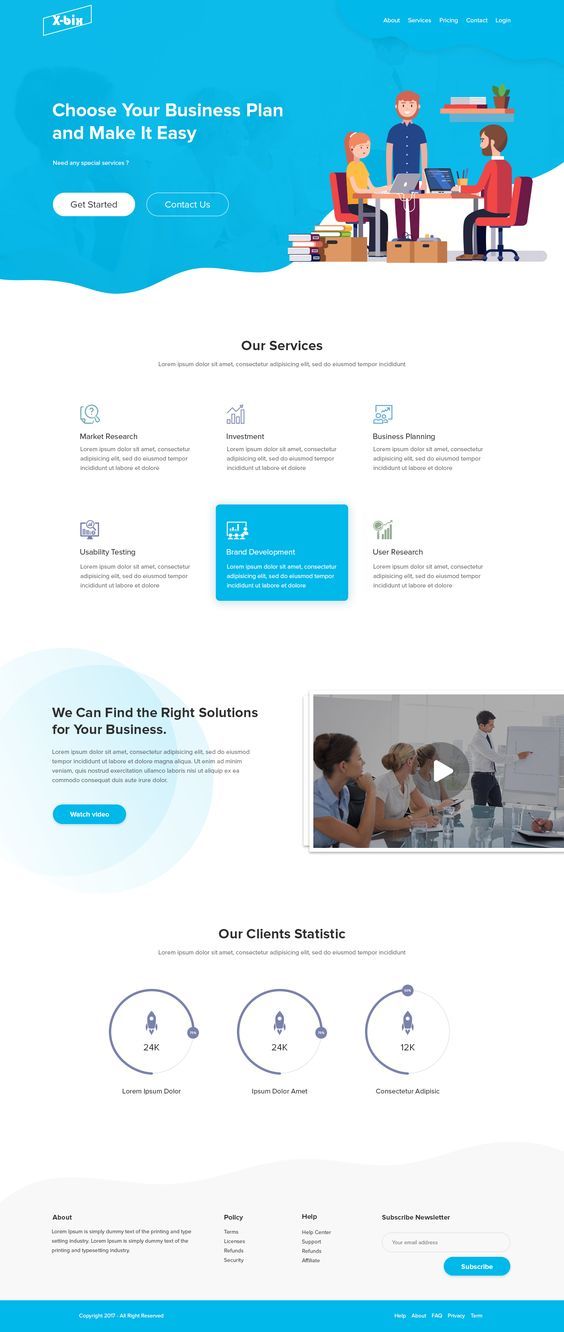 X-bix
About Services Pricing Contact Login
Choose Your Business Plan
and Make It Easy
Need any special services ?
Get Started
Contact Us
Our Services
Lorem ipsum dolor sit amet, consectetur adipisicing elit, sed do eiusmod tempor incididunt
Market Research
Lorem ipsum dolor sit amet, consectetur
adipisicing elit, sed do eiusmod tempor
incididunt ut labore et dolore
Investment
Lorem ipsum dolor sit amet, consectetur
adipisicing elit, sed do eiusmod tempor
incididunt ut labore et dolore
Business Planning
Lorem ipsum dolor sit amet, consectetur
adipisicing elit, sed do eiusmod tempor
incididunt ut labore et dolore
Usability Testing
Lorem ipsum dolor sit amet, consectetur
adipisicing elit, sed do eiusmod tempor
incididunt ut labore et dolore
Brand Development
Lorem ipsum dolor sit amet, consectetur
adipisicing elit, sed do eiusmod tempor
incididunt ut labore et dolore
User Research
Lorem ipsum dolor sit amet, consectetur
adipisicing elit, sed do eiusmod tempor
incididunt ut labore et dolore
We Can Find the Right Solutions
for Your Business.
Lorem ipsum dolor sit amet, consectetur adipisicing elit, sed do eiusmod
tempor incididunt ut labore et dolore magna aliqua. Ut enim ad minim
veniam, quis nostrud exercitation ullamco laboris nisi ut aliquip ex ea
commodo consequat duis aute irure dolor.
Watch video
Our Clients Statistic
Lorem ipsum dolor sit amet, consectetur adipisicing elit, sed do eiusmod tempor incididunt
24K
Lorem Ipsum Dolor
24K
Ipsum Dolor Amet
12K
Consectetur Adipisic
About
Lorem Ipsum is simply dummy text of the printing and type
setting industry. Lorem Ipsum is simply dummy text of the
printing and typesetting industry.
Policy
Terms
Licenses
Refunds
Security
Help
Help Center
Support
Refunds
Affiliate
Subscribe Newsletter
Your email address
Subscribe
Copyright 2017 - All Right Reserved
Help About FAQ Privacy Term